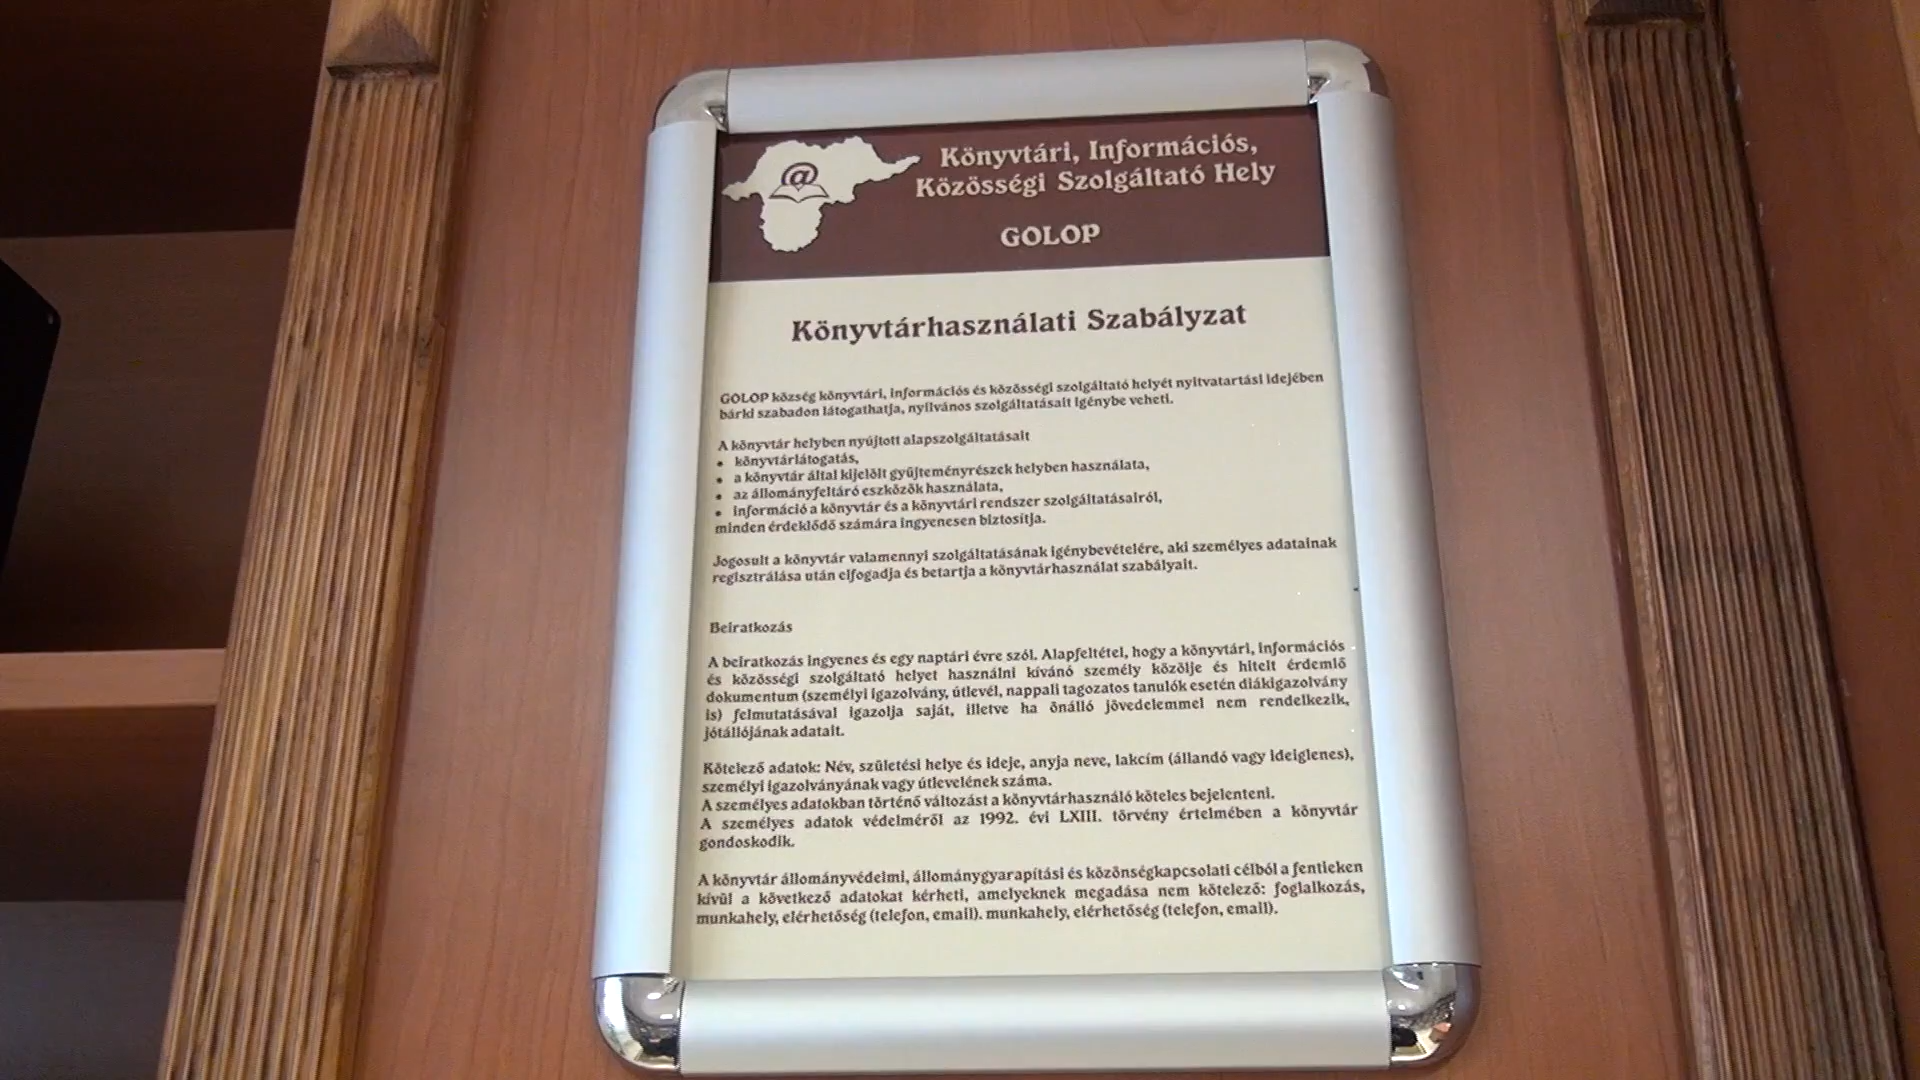 @
Könyvtári, Információs,
Közösségi Szolgáltató Hely
GOLOP
Könyvtárhasználati Szabályzat
GOLOP község könyvtári, információs és közösségi szolgáltató helyét nyitvatartási idejében
bárki szabadon látogathatja, nyilvános szolgáltatásait igénybe veheti.
A könyvtár helyben nyújtott alapszolgáltatásait
• könyvtárlátogatás,
• a könyvtár által kijelölt gyűjteményrészek helyben használata,
• az állományfeltáró eszközök használata,
• információ a könyvtár és a könyvtári rendszer szolgáltatásairól,
minden érdeklődő számára ingyenesen biztosítja.
Jogosult a könyvtár valamennyi szolgáltatásának igénybevételére, aki személyes adatainak
regisztrálása után elfogadja és betartja a könyvtárhasználat szabályait.
Beiratkozás
A beiratkozás ingyenes és egy naptári évre szól. Alapfeltétel, hogy a könyvtári, információs
és közösségi szolgáltató helyet használni kívánó személy közölje és hitelt érdemlő
dokumentum (személyi igazolvány, útlevél, nappali tagozatos tanulók esetén diákigazolvány
is) felmutatásával igazolja saját, illetve ha önálló jövedelemmel nem rendelkezik,
jótállójának adatait.
Kötelező adatok: Név, születési helye és ideje, anyja neve, lakcím (állandó vagy ideiglenes),
személyi igazolványának vagy útlevelének száma.
A személyes adatokban történő változást a könyvtárhasználó köteles bejelenteni.
A személyes adatok védelméről az 1992. évi LXIII. törvény értelmében a könyvtár
gondoskodik.
A könyvtár állományvédelmi, állománygyarapítási és közönségkapcsolati célból a fentieken
kívül a következő adatokat kérheti, amelyeknek megadása nem kötelező: foglalkozás,
munkahely, elérhetőség (telefon, email). munkahely, elérhetőség (telefon, email).